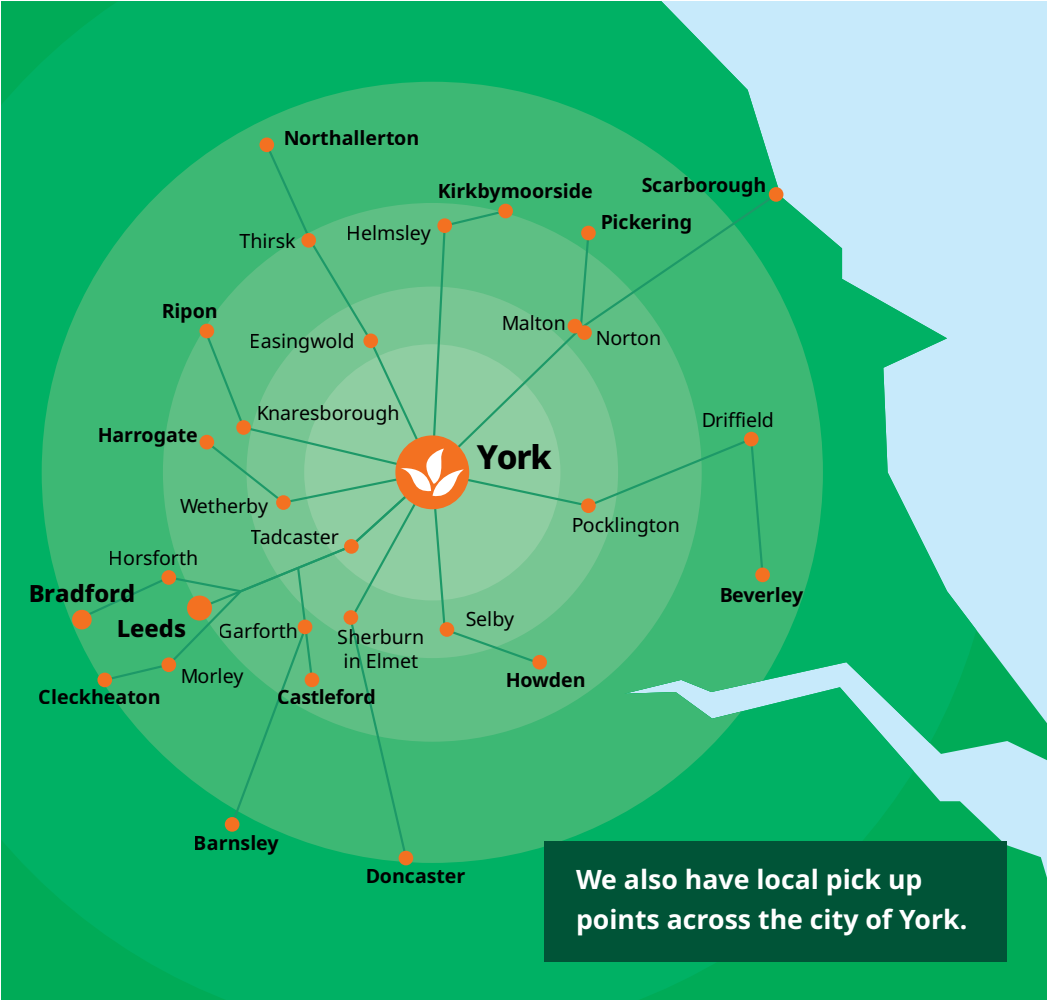 Northallerton
Scarborough
Kirkbymoorside
Pickering
Thirsk
Helmsley
Ripon
Malton
Easingwold
Norton
Knaresborough
Driffield
Harrogate
York
Wetherby
Pocklington
Tadcaster
Horsforth
Bradford
Beverley
Leeds
Garforth
Sherburn
in Elmet
Selby
Morley
Howden
Cleckheaton
Castleford
Barnsley
Doncaster
We also have local pick up
points across the city of York.